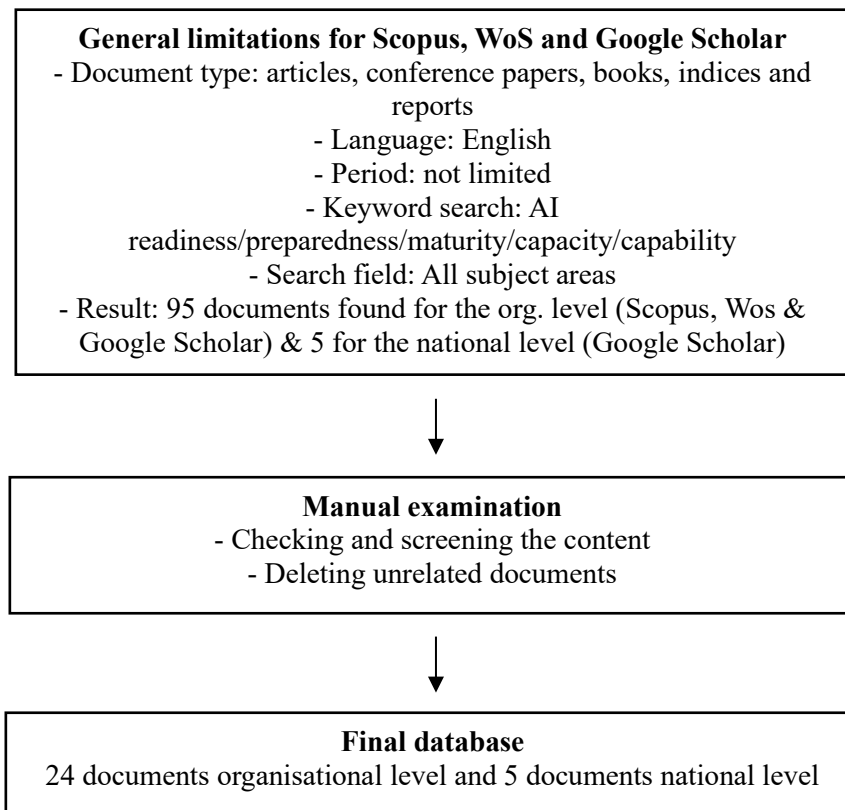 General limitations for Scopus, WoS and Google Scholar
- Document type: articles, conference papers, books, indices and
reports
- Language: English
- Period: not limited
- Keyword search: AI
readiness/preparedness/maturity/capacity/capability
- Search field: All subject areas
- Result: 95 documents found for the org. level (Scopus, Wos &
Google Scholar) & 5 for the national level (Google Scholar)
Manual examination
- Checking and screening the content
- Deleting unrelated documents
Final database
24 documents organisational level and 5 documents national level